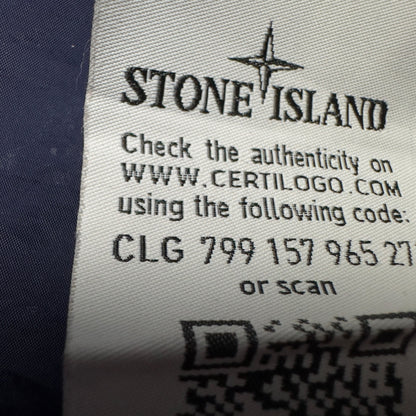 STONE ISLAND
Check the authenticity on
WWW.CERTILOGO.COM
using the following code:
CLG 799 157 965 27
or scan